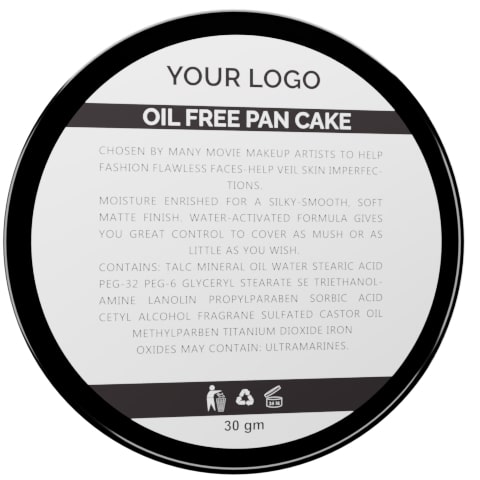 YOUR LOGO
OIL FREE PAN CAKE
CHOSEN BY MANY MOVIE MAKEUP ARTISTS TO HELP
FASHION FLAWLESS FACES-HELP VEIL SKIN IMPERFEC-
TIONS.
MOISTURE ENRISHED FOR A SILKY-SMOOTH, SOFT
MATTE FINISH. WATER-ACTIVATED FORMULA GIVES
YOU GREAT CONTROL TO COVER AS MUSH OR AS
LITTLE AS YOU WISH.
CONTAINS: TALC MINERAL OIL WATER STEARIC ACID
PEG-32 PEG-6 GLYCERYL STEARATE SE TRIETHANOL-
AMINE LANOLIN PROPYLPARABEN SORBIC ACID
CETYL ALCOHOL FRAGRANE SULFATED CASTOR OIL
METHYLPARBEN TITANIUM DIOXIDE IRON
OXIDES MAY CONTAIN: ULTRAMARINES.
30 gm